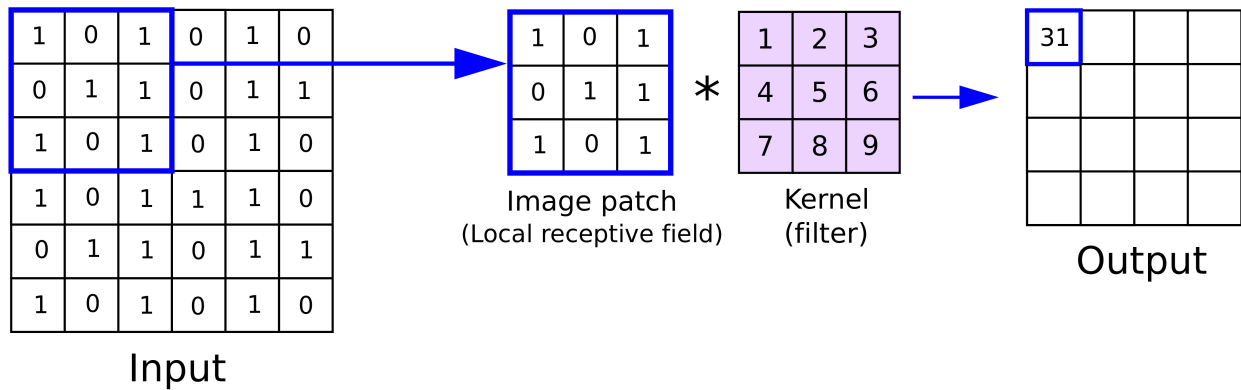 1 0 1 0 1 0
0 1 1 0 1 1
1 0 1 0 1 0
1 0 1 1 1 0
0 1 1 0 1 1
1 0 1 0 1 0
Input
1 0 1
0 1 1
1 0 1
Image patch
(Local receptive field)
*
1 2 3
4 5 6
7 8 9
Kernel
(filter)
31
Output